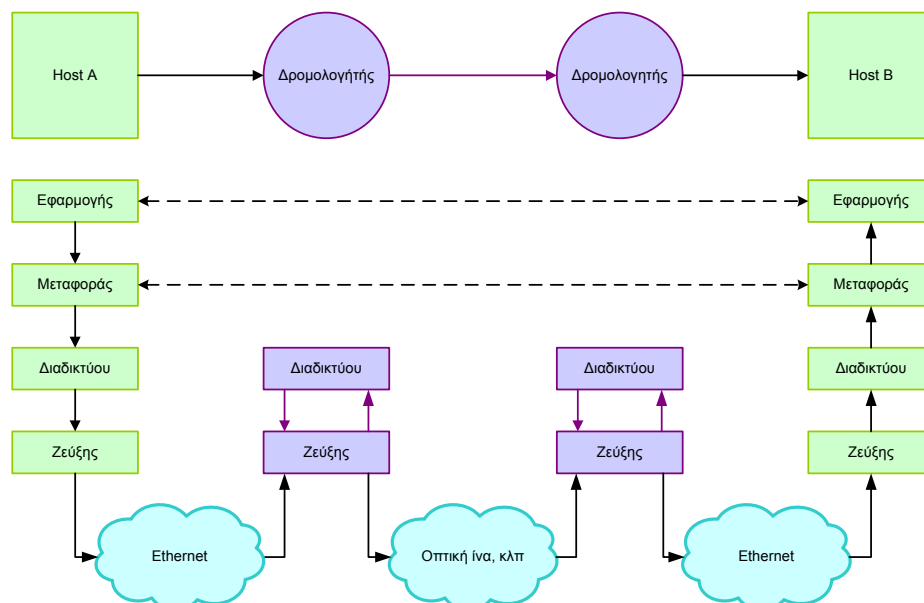 Host A
Δρομολογήτής
Δρομολογητής
Host B
Εφαρμογής
Εφαρμογής
Μεταφοράς
Μεταφοράς
Διαδικτύου
Διαδικτύου
Διαδικτύου
Διαδικτύου
Ζεύξης
Ζεύξης
Ζεύξης
Ζεύξης
Ethernet
Οπτική ίνα, κλπ
Ethernet